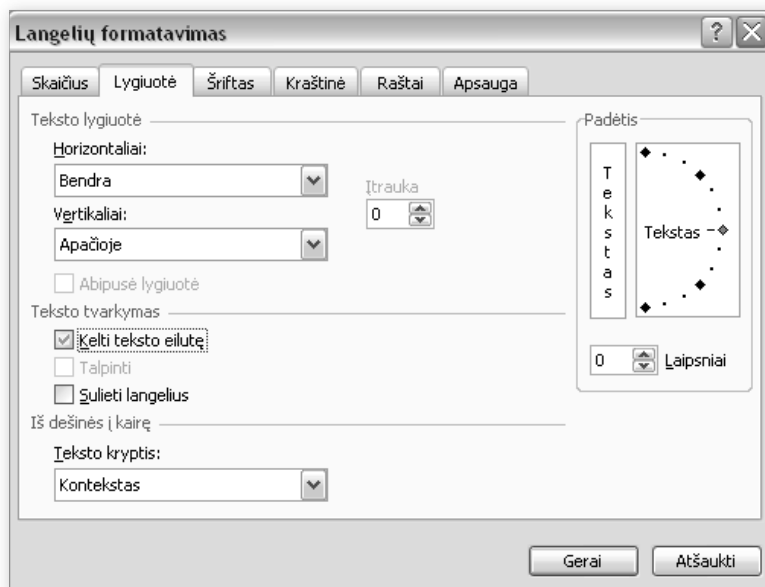 Langelių formatavimas
Skaičius Lygiuotė Šriftas Kraštinė Raštai Apsauga
Teksto lygiuotė
Horizontaliai:
Bendra
Įtrauka
0
Vertikaliai:
Apačioje
Abipusė lygiuotė
Teksto tvarkymas
Kelti teksto eilutę
Talpinti
Sulieti langelius
Iš dešinės į kairę
Teksto kryptis:
Kontekstas
Padėtis
Tekstas
Tekstas
0 Laipsniai
Gerai Atšaukti